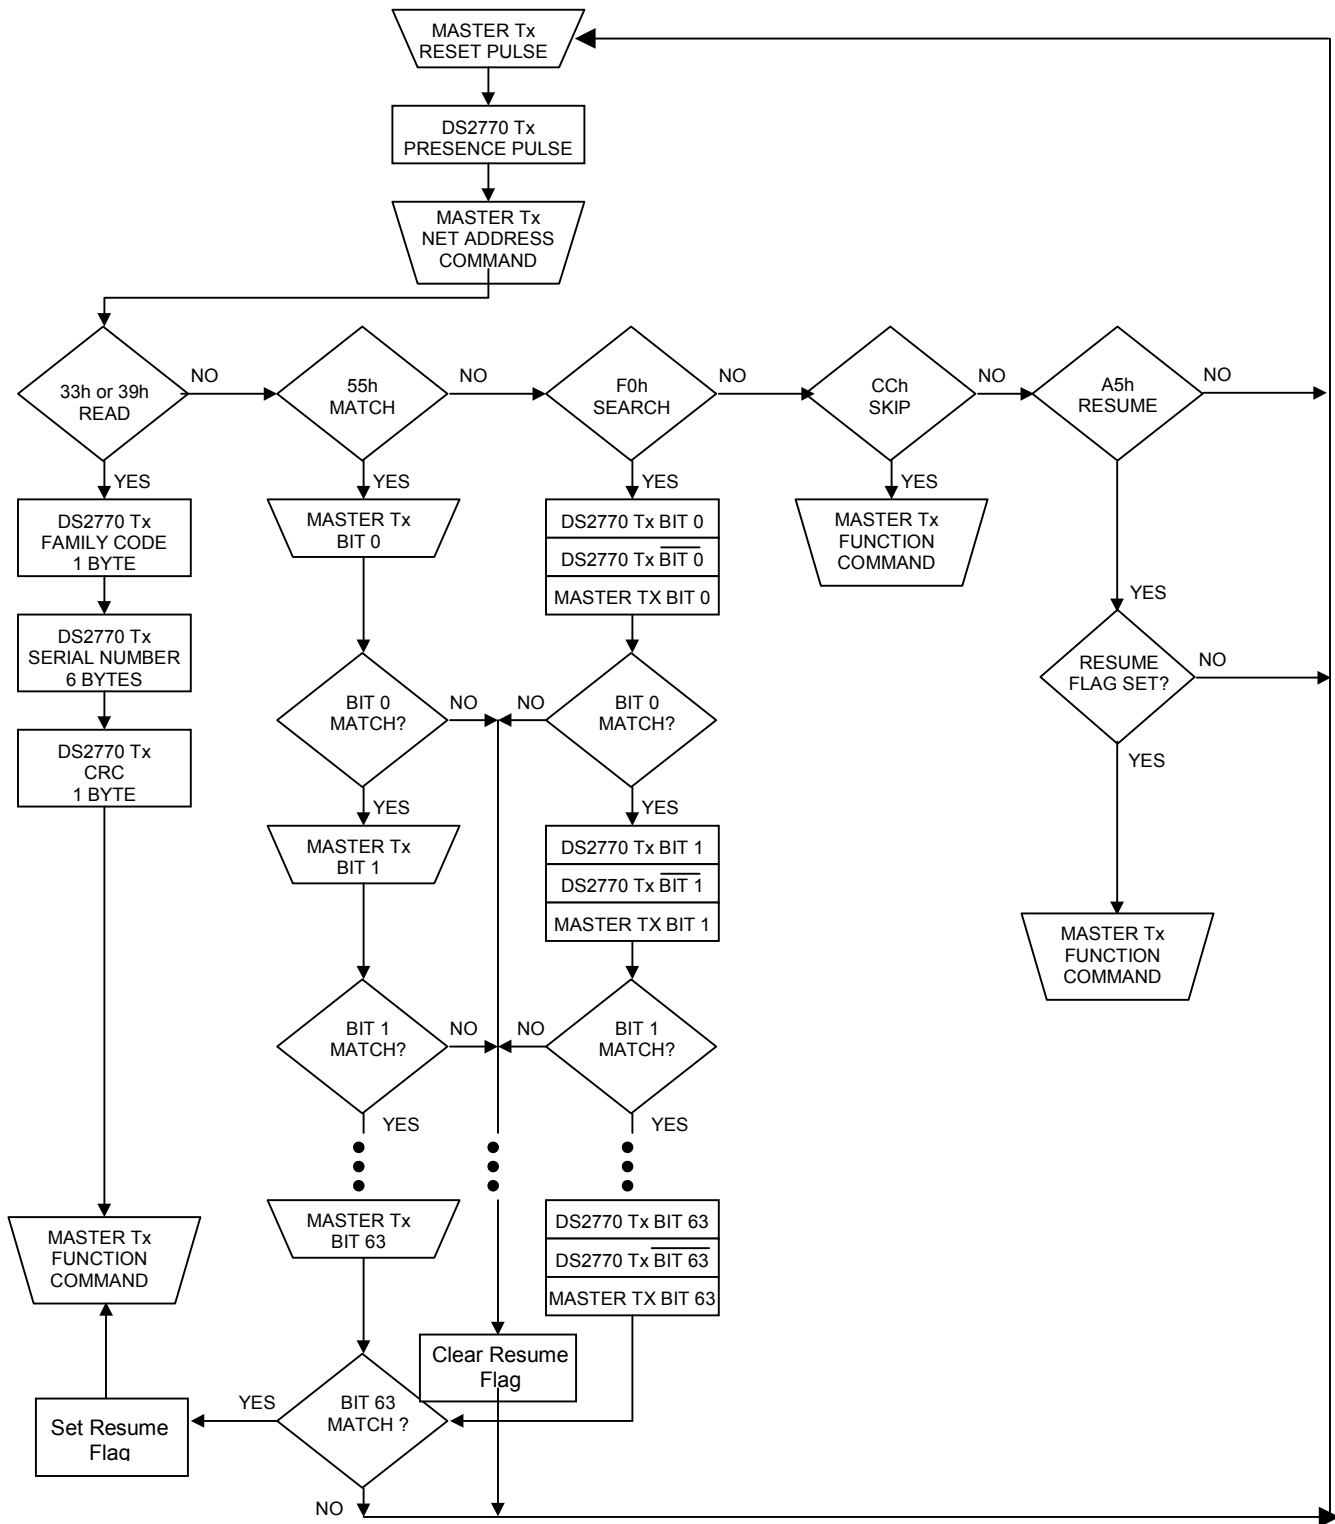 MASTER Tx
RESET PULSE
DS2770 Tx
PRESENCE PULSE
MASTER Tx
NET ADDRESS
COMMAND
33h or 39h
READ
NO
55h
MATCH
NO
F0h
SEARCH
NO
CCh
SKIP
NO
A5h
RESUME
NO
YES
YES
YES
YES
YES
DS2770 Tx
FAMILY CODE
1 BYTE
DS2770 Tx
SERIAL NUMBER
6 BYTES
DS2770 Tx
CRC
1 BYTE
MASTER Tx
BIT 0
BIT 0
MATCH?
NO
YES
MASTER Tx
BIT 1
BIT 1
MATCH?
NO
YES
MASTER Tx
BIT 63
DS2770 Tx BIT 0
DS2770 Tx B̅I̅T̅ ̅0̅
MASTER TX BIT 0
NO
BIT 0
MATCH?
YES
DS2770 Tx BIT 1
DS2770 Tx B̅I̅T̅ ̅1̅
MASTER TX BIT 1
NO
BIT 1
MATCH?
YES
DS2770 Tx BIT 63
DS2770 Tx B̅I̅T̅ ̅6̅3̅
MASTER TX BIT 63
MASTER Tx
FUNCTION
COMMAND
RESUME
FLAG SET?
NO
YES
MASTER Tx
FUNCTION
COMMAND
MASTER Tx
FUNCTION
COMMAND
Clear Resume
Flag
BIT 63
MATCH ?
YES
NO
Set Resume
Flag